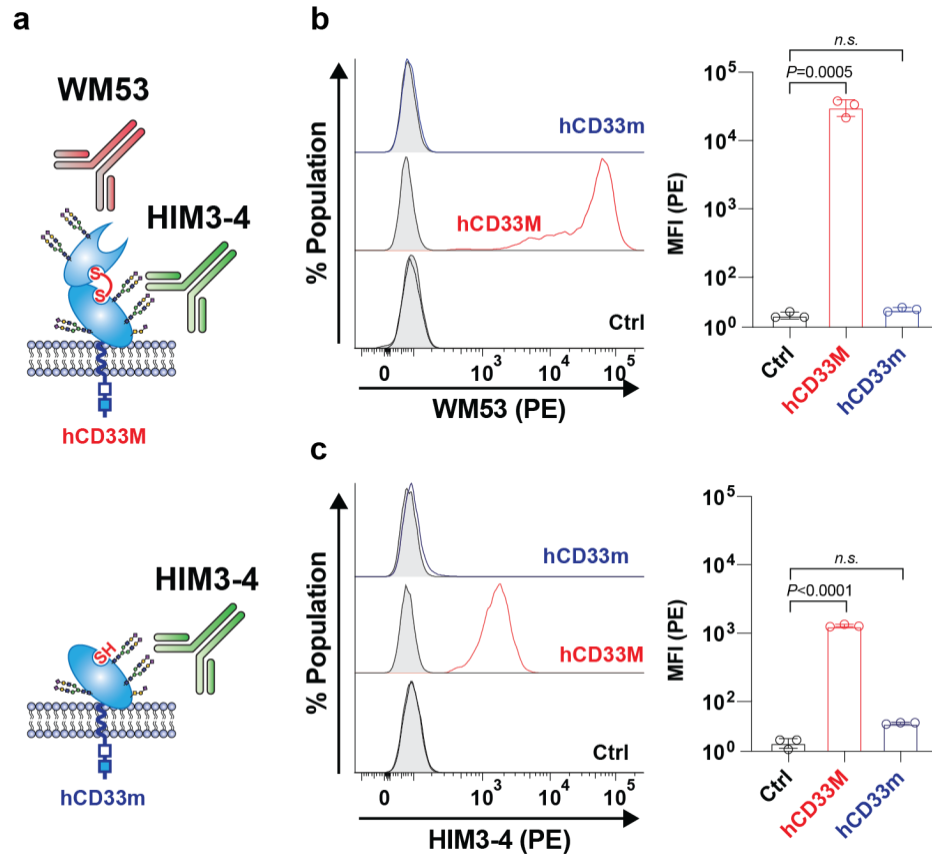 a
WM53
HIM3-4
S
S
hCD33M
HIM3-4
SH
hCD33m
b
% Population
hCD33m
hCD33M
Ctrl
0 10³ 10⁴ 10⁵
WM53 (PE)
n.s.
P=0.0005
MFI (PE)
10⁵
10⁴
10³
10²
10⁰
Ctrl
hCD33M
hCD33m
c
% Population
hCD33m
hCD33M
Ctrl
0 10³ 10⁴ 10⁵
HIM3-4 (PE)
n.s.
P<0.0001
MFI (PE)
10⁵
10⁴
10³
10²
10⁰
Ctrl
hCD33M
hCD33m